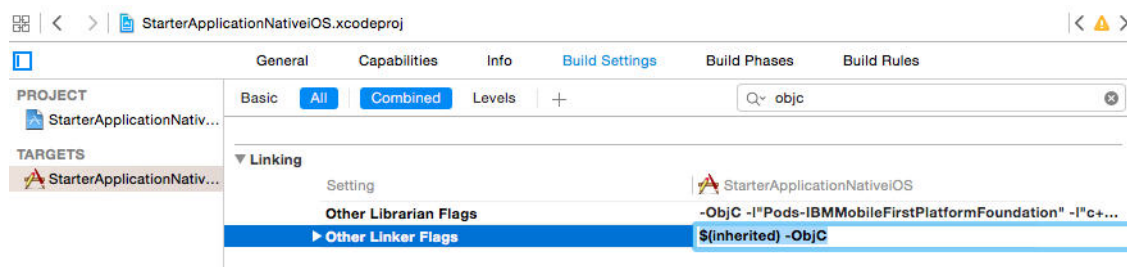 StarterApplicationNativeiOS.xcodeproj
General Capabilities Info Build Settings Build Phases Build Rules
PROJECT
StarterApplicationNativ...
TARGETS
StarterApplicationNativ...
Basic All Combined Levels + objc
Linking
Setting StarterApplicationNativeiOS
Other Librarian Flags -ObjC -l"Pods-IBMMobileFirstPlatformFoundation" -l"c+...
Other Linker Flags $(inherited) -ObjC